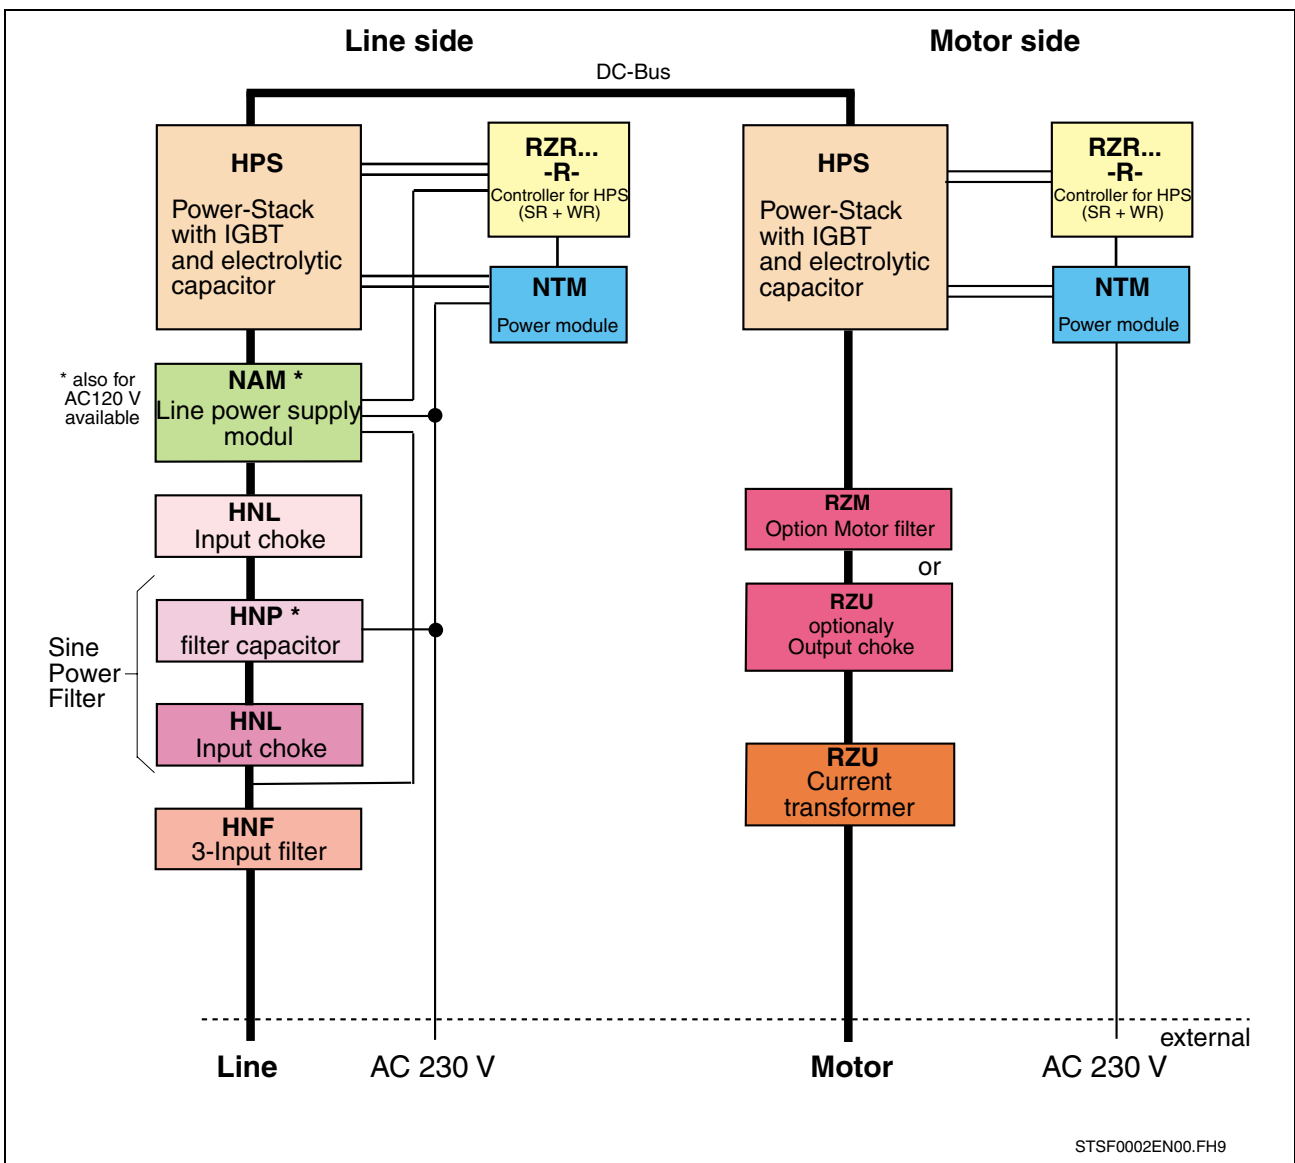 Line side
Motor side
DC-Bus
HPS
Power-Stack
with IGBT
and electrolytic
capacitor
RZR...
-R-
Controller for HPS
(SR + WR)
NTM
Power module
HPS
Power-Stack
with IGBT
and electrolytic
capacitor
RZR...
-R-
Controller for HPS
(SR + WR)
NTM
Power module
* also for
AC120 V
available
NAM *
Line power supply
modul
HNL
Input choke
Sine
Power
Filter
HNP *
filter capacitor
HNL
Input choke
HNF
3-Input filter
RZM
Option Motor filter
or
RZU
optionaly
Output choke
RZU
Current
transformer
external
Line
AC 230 V
Motor
AC 230 V
STSF0002EN00.FH9